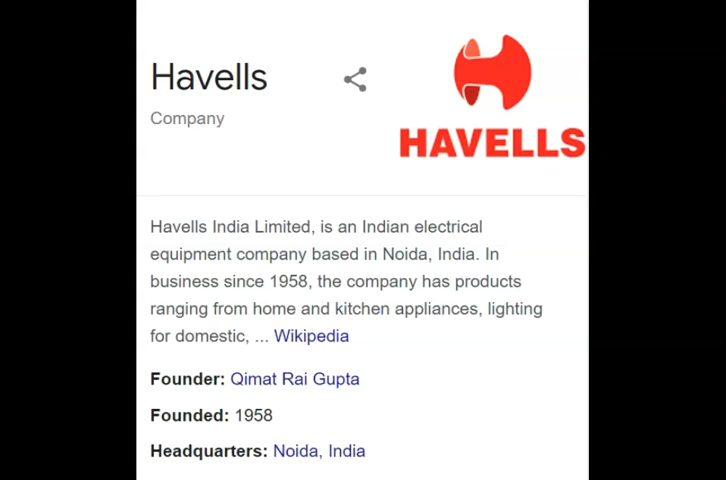 Havells
Company
HAVELLS
Havells India Limited, is an Indian electrical
equipment company based in Noida, India. In
business since 1958, the company has products
ranging from home and kitchen appliances, lighting
for domestic, ... Wikipedia
Founder: Qimat Rai Gupta
Founded: 1958
Headquarters: Noida, India